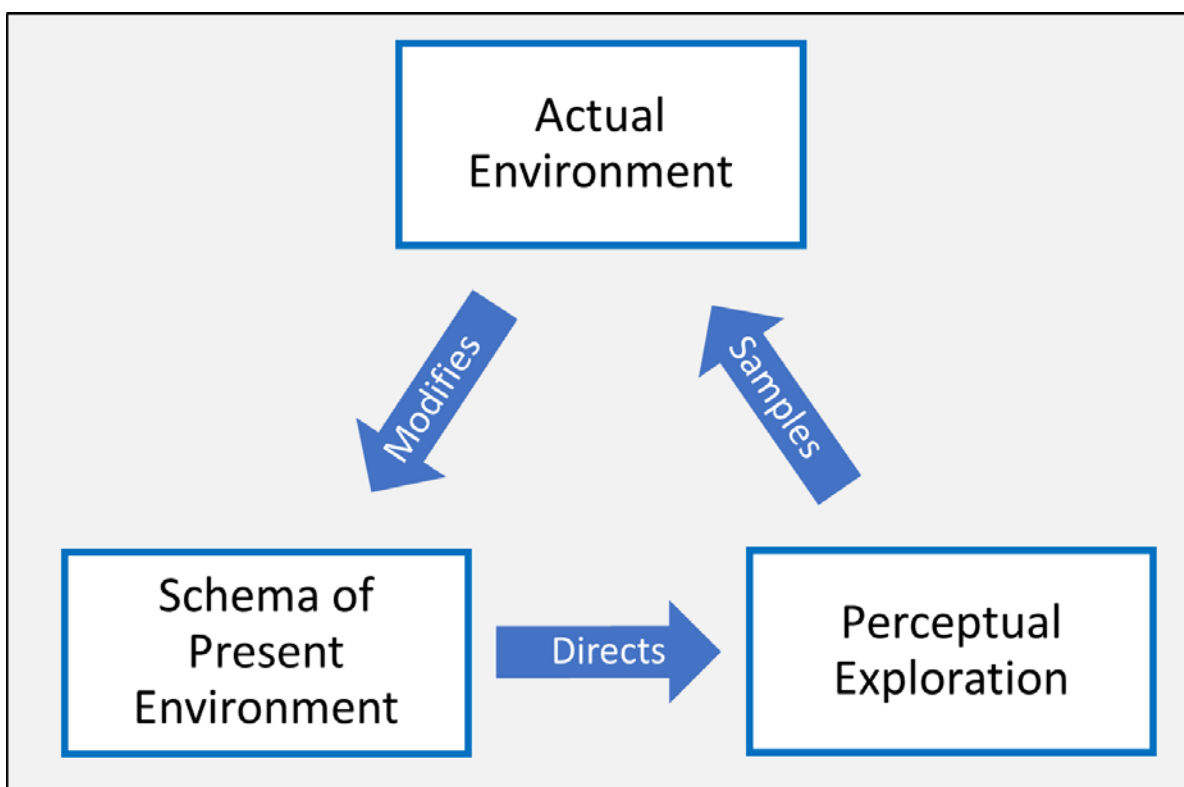 Actual
Environment
Modifies
Samples
Schema of
Present
Environment
Directs
Perceptual
Exploration